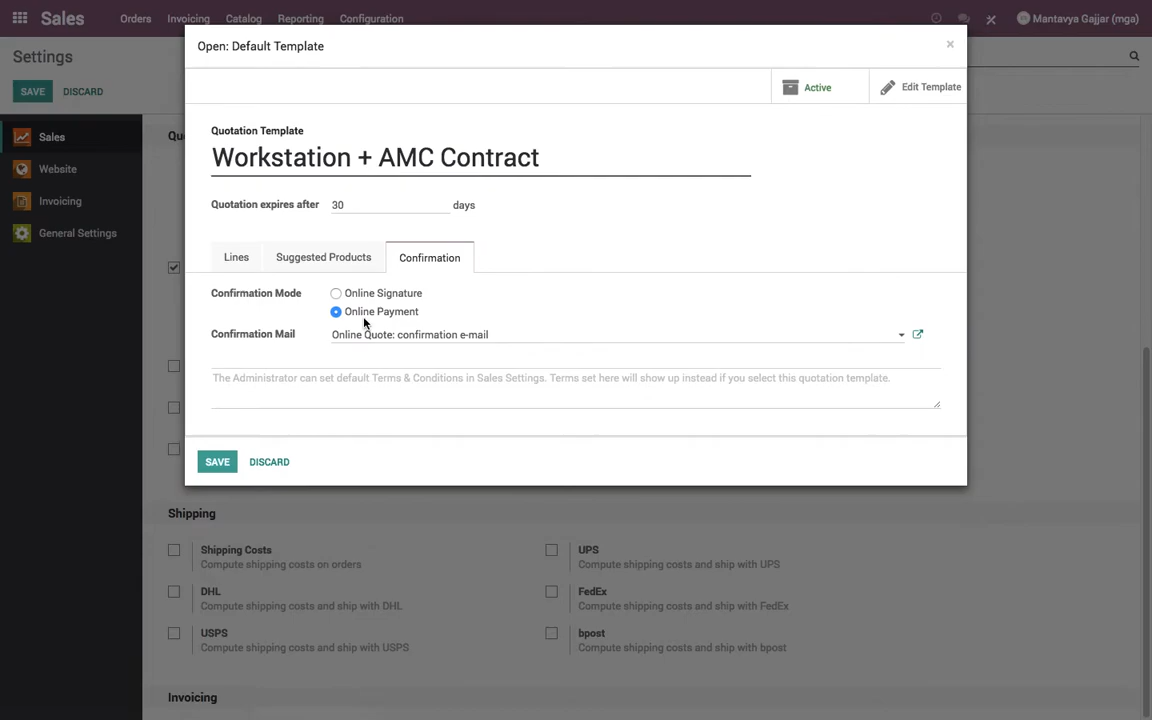 Sales Orders Invoicing Catalog Reporting Configuration Mantavya Gajjar (mga)
Open: Default Template ×
Settings
SAVE DISCARD
Active Edit Template
Sales
Website
Invoicing
General Settings
Qu
Quotation Template
Workstation + AMC Contract
Quotation expires after 30 days
Lines Suggested Products Confirmation
Confirmation Mode Online Signature
Online Payment
Confirmation Mail Online Quote: confirmation e-mail
The Administrator can set default Terms & Conditions in Sales Settings. Terms set here will show up instead if you select this quotation template.
SAVE DISCARD
Shipping
Shipping Costs UPS
Compute shipping costs on orders Compute shipping costs and ship with UPS
DHL FedEx
Compute shipping costs and ship with DHL Compute shipping costs and ship with FedEx
USPS bpost
Compute shipping costs and ship with USPS Compute shipping costs and ship with bpost
Invoicing